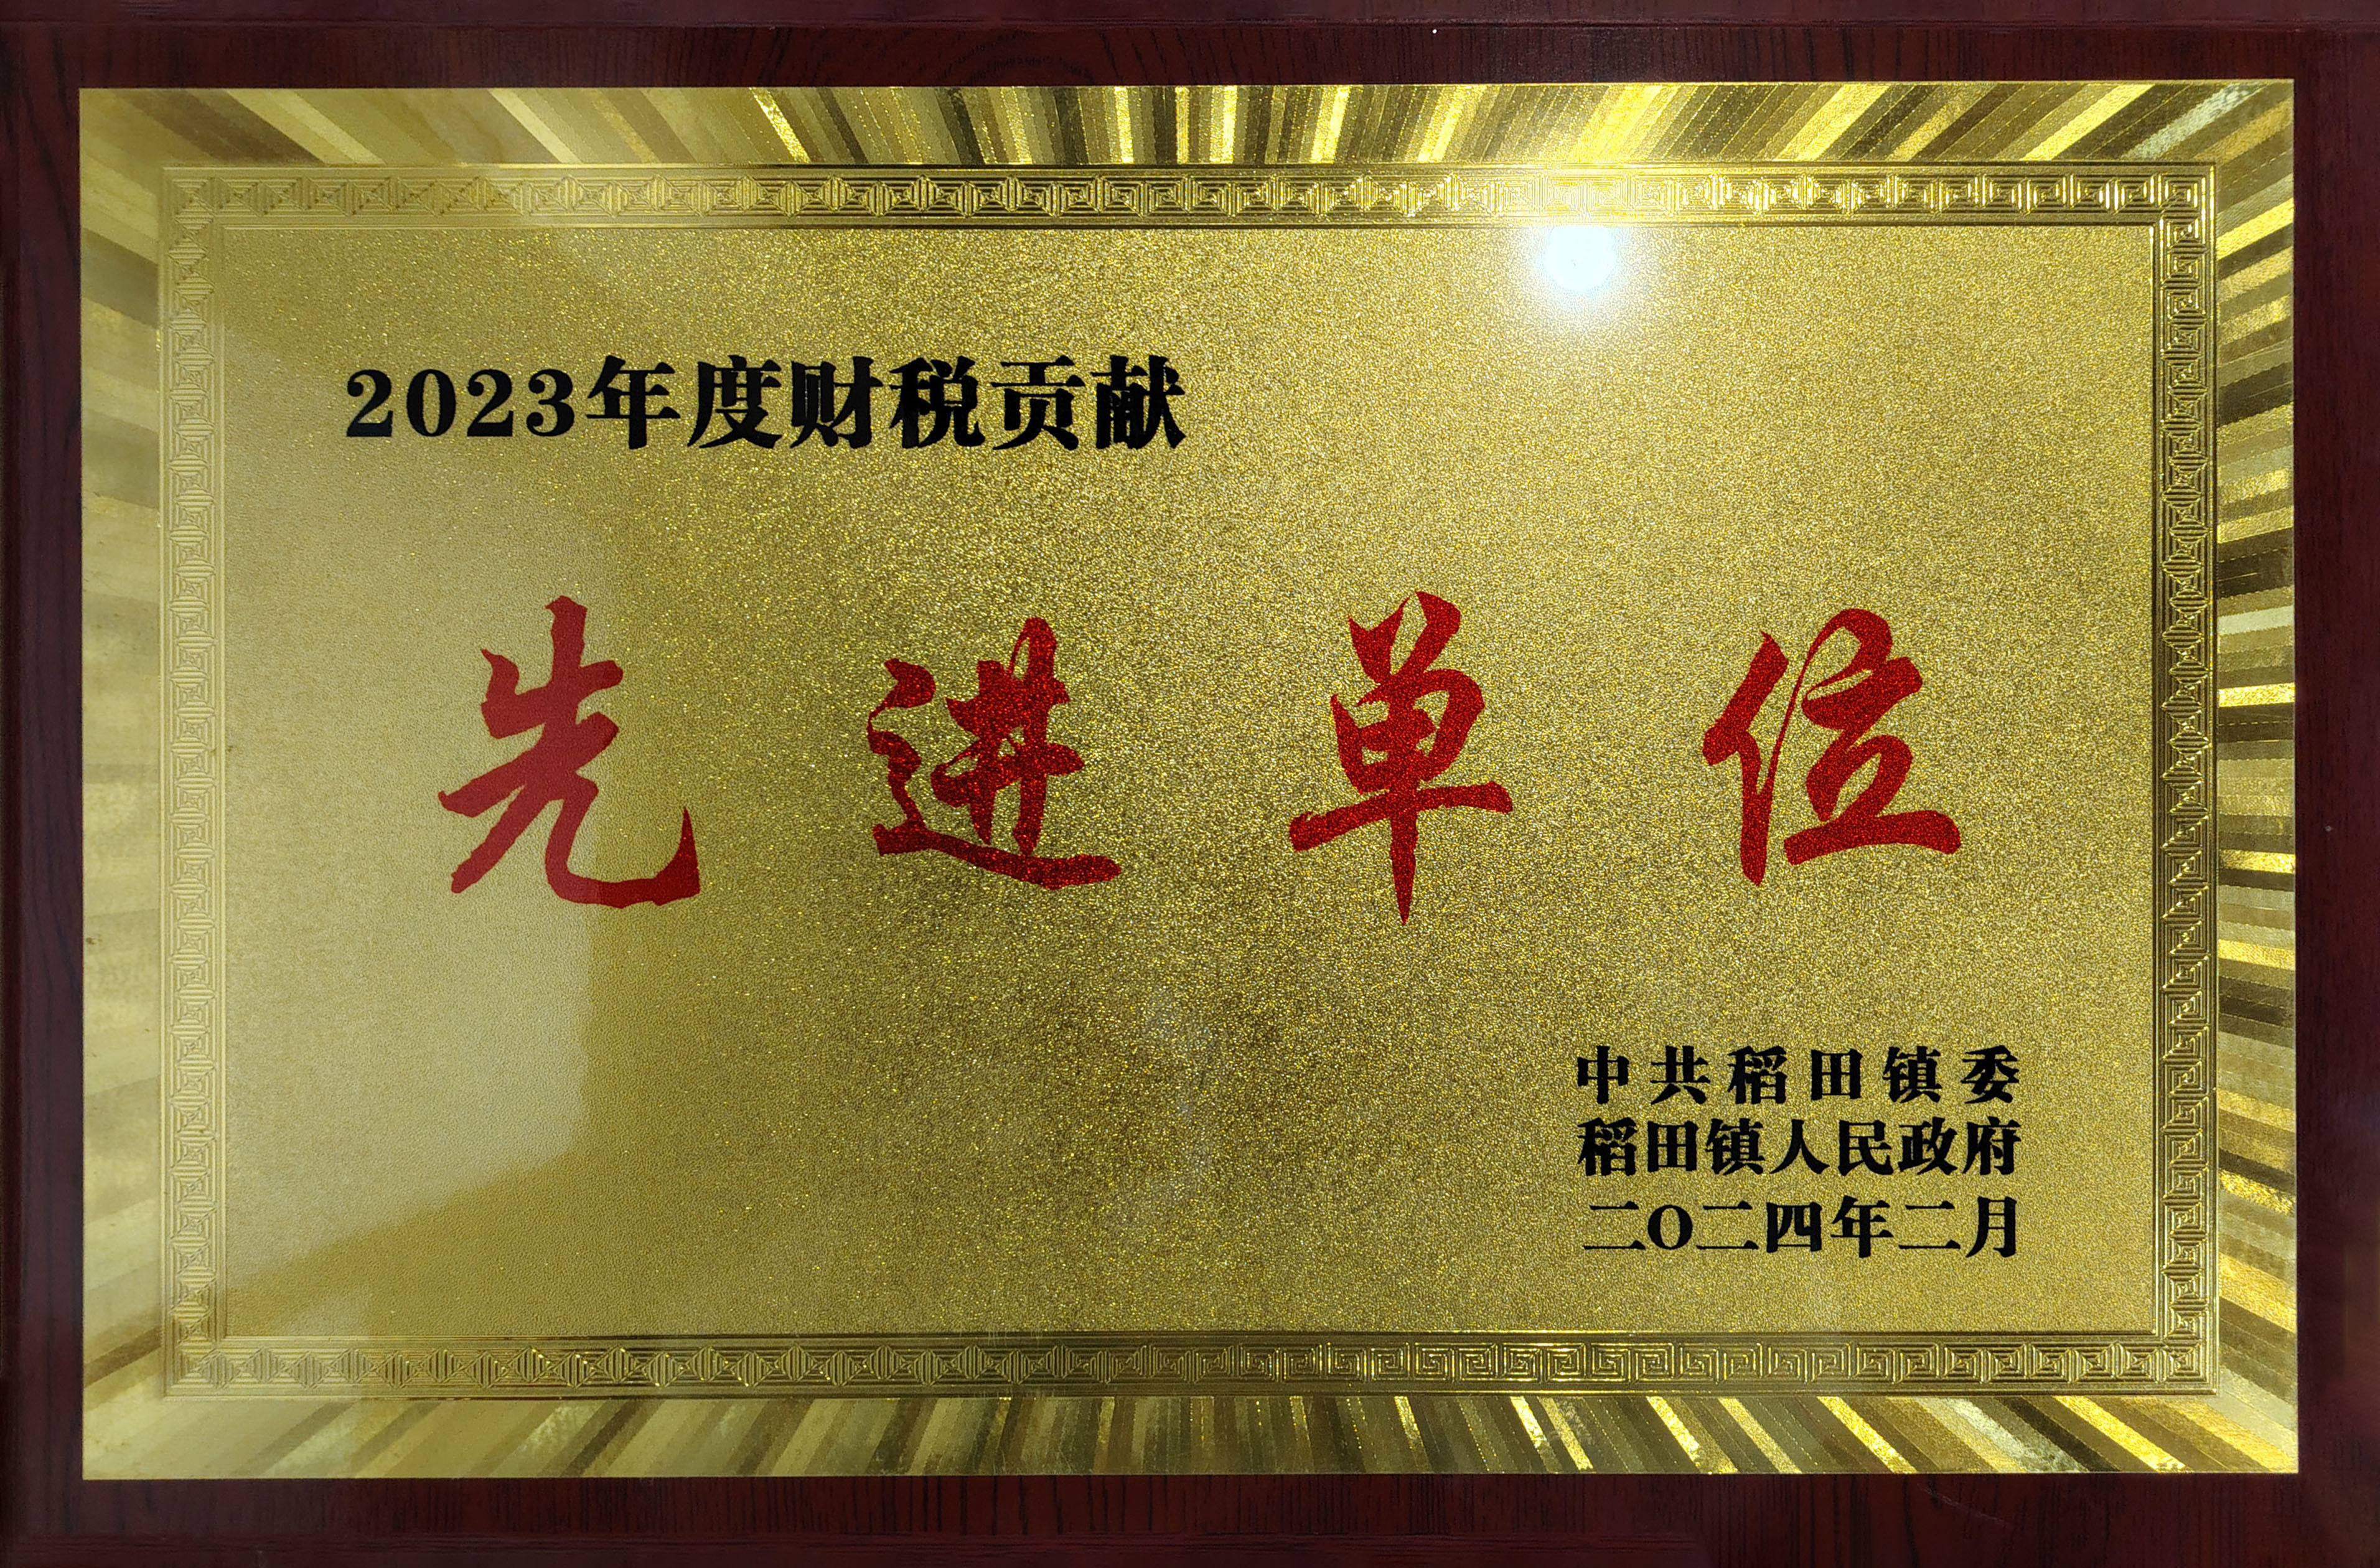 2023年度财税贡献
先进单位
中共稻田镇委
稻田镇人民政府
二〇二四年二月